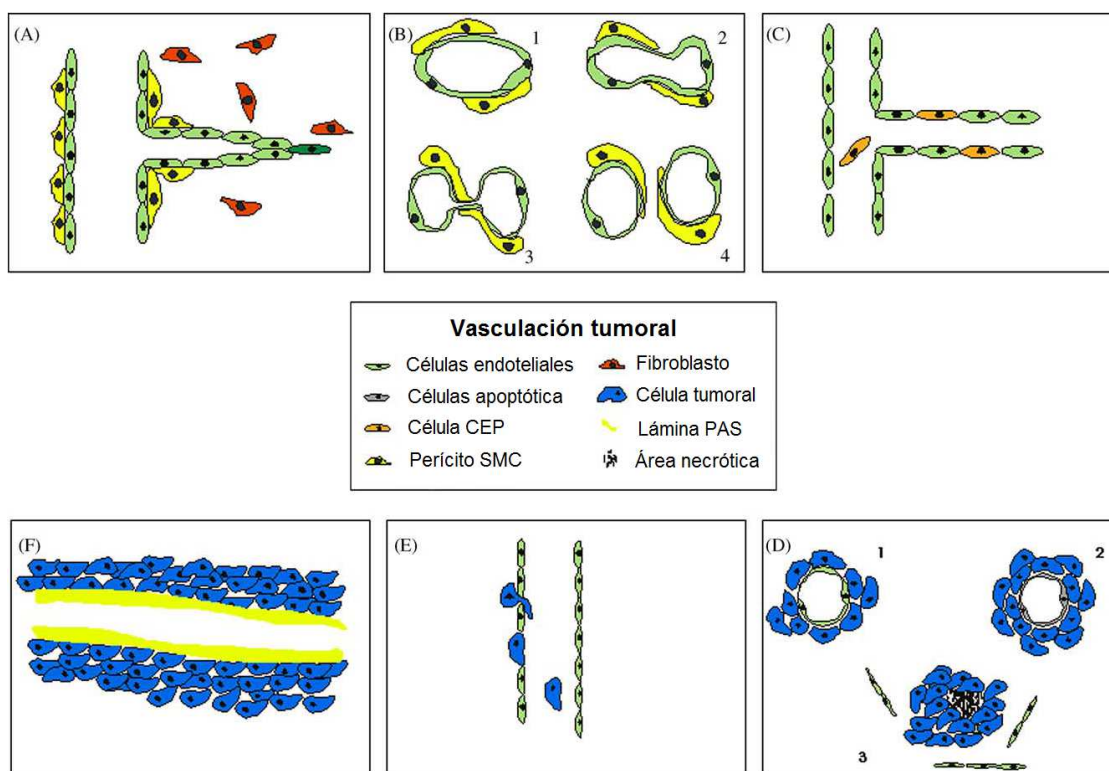 (A)
(B)
1
2
3
4
(C)
Vasculación tumoral
Células endoteliales
Fibroblasto
Células apoptótica
Célula tumoral
Célula CEP
Lámina PAS
Perícito SMC
Área necrótica
(F)
(E)
(D)
1
2
3